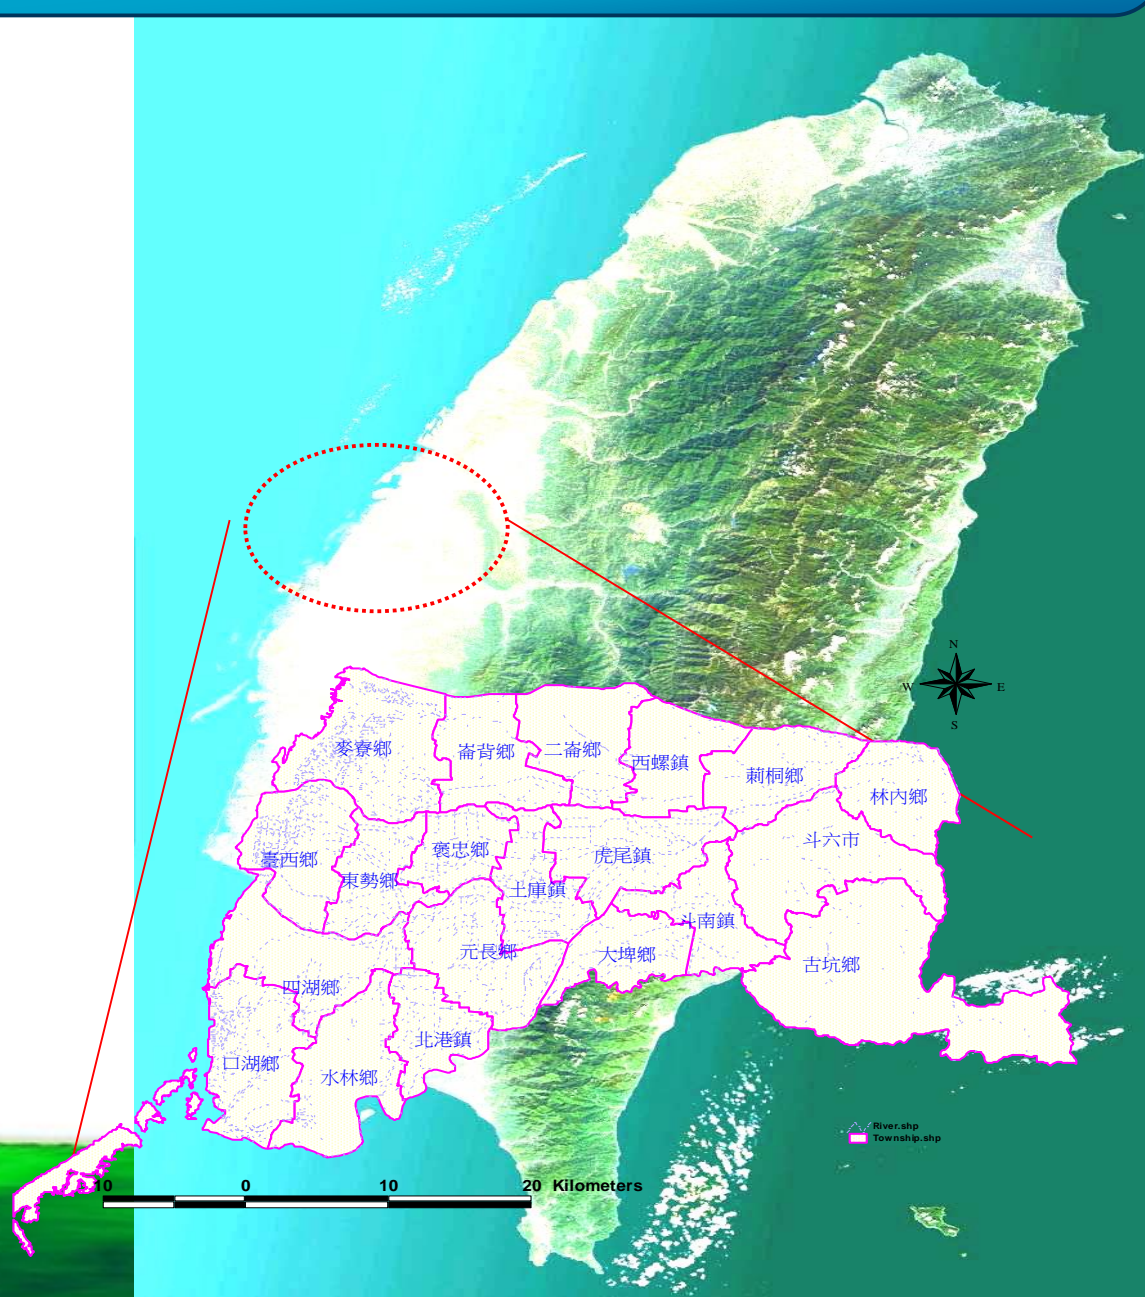 N
W
E
S
麥寮鄉
崙背鄉
二崙鄉
西螺鎮
莿桐鄉
林內鄉
斗六市
臺西鄉
東勢鄉
褒忠鄉
土庫鎮
虎尾鎮
斗南鎮
元長鄉
大埤鄉
古坑鄉
四湖鄉
北港鎮
口湖鄉
水林鄉
River.shp
Township.shp
10 0 10 20 Kilometers